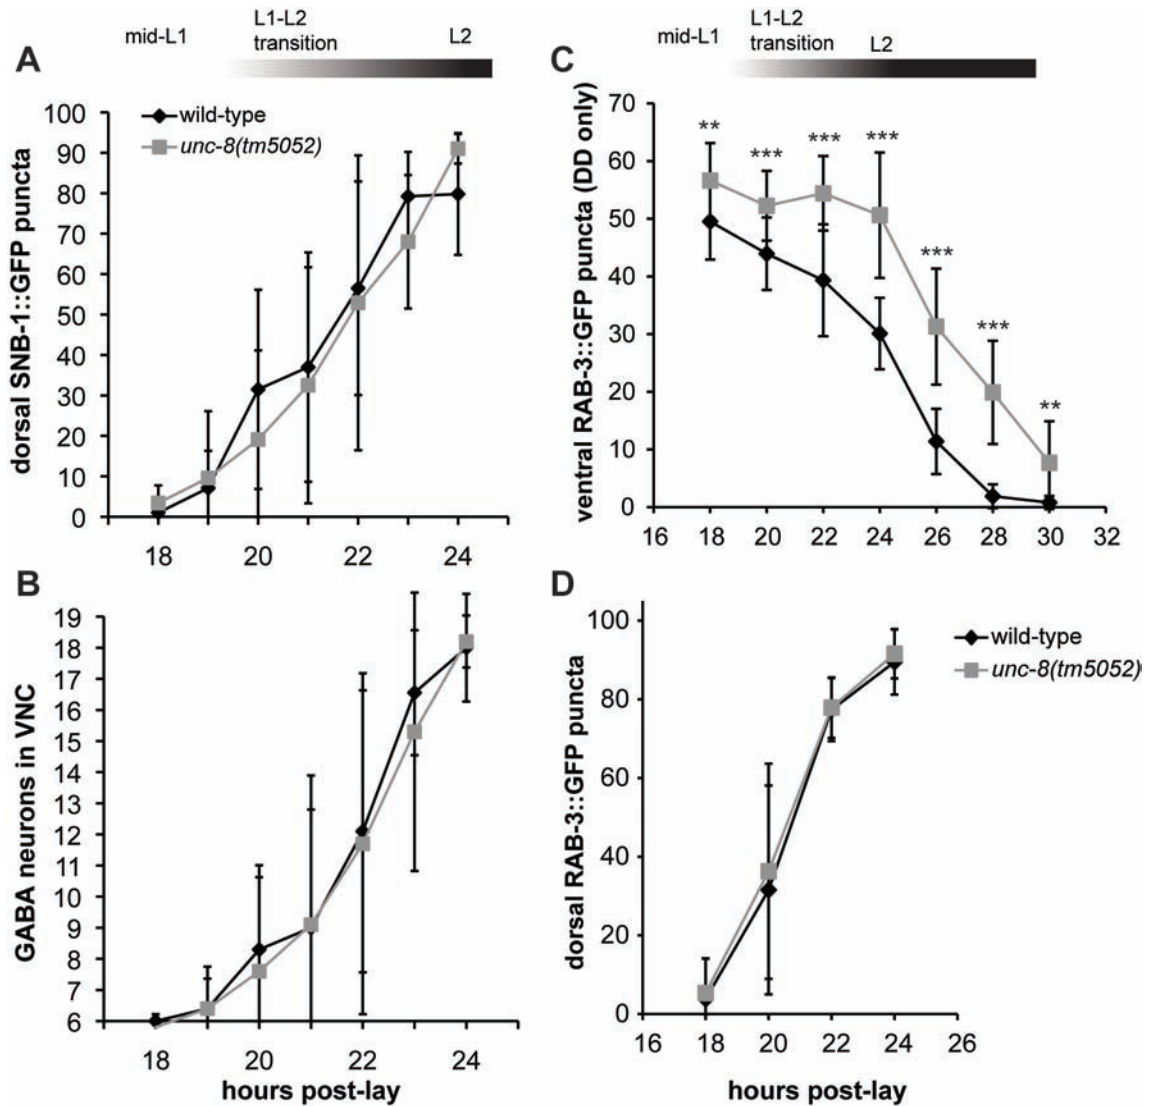 A
mid-L1
L1-L2
transition
L2
wild-type
unc-8(tm5052)
dorsal SNB-1::GFP puncta
100
90
80
70
60
50
40
30
20
10
0
18 20 22 24
C
mid-L1
L1-L2
transition
L2
ventral RAB-3::GFP puncta (DD only)
70
60
50
40
30
20
10
0
** *** *** *** *** *** **
16 18 20 22 24 26 28 30 32
B
GABA neurons in VNC
19
18
17
16
15
14
13
12
11
10
9
8
7
6
18 20 22 24
hours post-lay
D
wild-type
unc-8(tm5052)
dorsal RAB-3::GFP puncta
100
80
60
40
20
0
16 18 20 22 24 26
hours post-lay